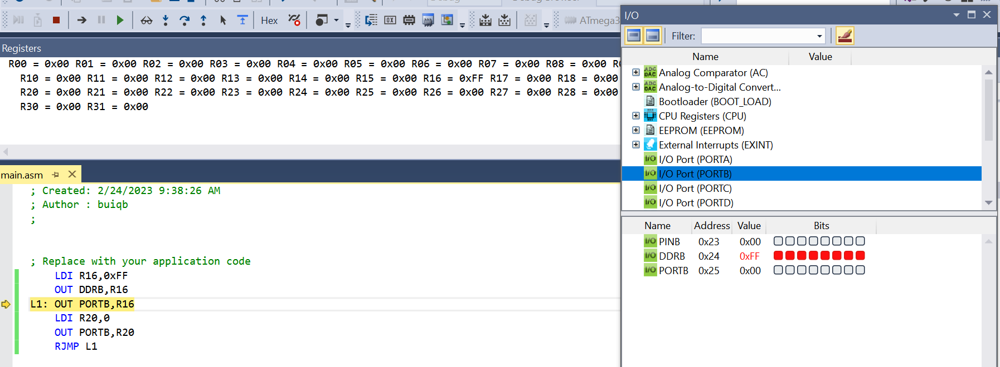 Hex
ATmega3
I/O
Filter:
Registers
R00 = 0x00 R01 = 0x00 R02 = 0x00 R03 = 0x00 R04 = 0x00 R05 = 0x00 R06 = 0x00 R07 = 0x00 R08 = 0x00
R10 = 0x00 R11 = 0x00 R12 = 0x00 R13 = 0x00 R14 = 0x00 R15 = 0x00 R16 = 0xFF R17 = 0x00 R18 = 0x00
R20 = 0x00 R21 = 0x00 R22 = 0x00 R23 = 0x00 R24 = 0x00 R25 = 0x00 R26 = 0x00 R27 = 0x00 R28 = 0x00
R30 = 0x00 R31 = 0x00
main.asm
; Created: 2/24/2023 9:38:26 AM
; Author : buiqb
;
; Replace with your application code
LDI R16,0xFF
OUT DDRB,R16
L1: OUT PORTB,R16
LDI R20,0
OUT PORTB,R20
RJMP L1
Name Value
Analog Comparator (AC)
Analog-to-Digital Convert...
Bootloader (BOOT_LOAD)
CPU Registers (CPU)
EEPROM (EEPROM)
External Interrupts (EXINT)
I/O I/O Port (PORTA)
I/O I/O Port (PORTB)
I/O I/O Port (PORTC)
I/O I/O Port (PORTD)
Name Address Value Bits
I/O PINB 0x23 0x00
I/O DDRB 0x24 0xFF
I/O PORTB 0x25 0x00